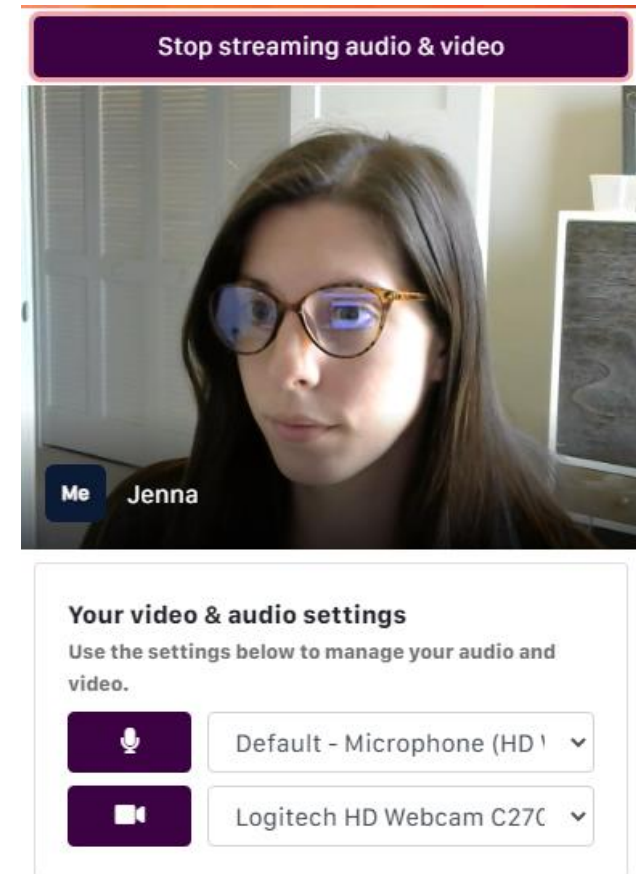 Stop streaming audio & video
Me Jenna
Your video & audio settings
Use the settings below to manage your audio and
video.
Default - Microphone (HD
Logitech HD Webcam C270